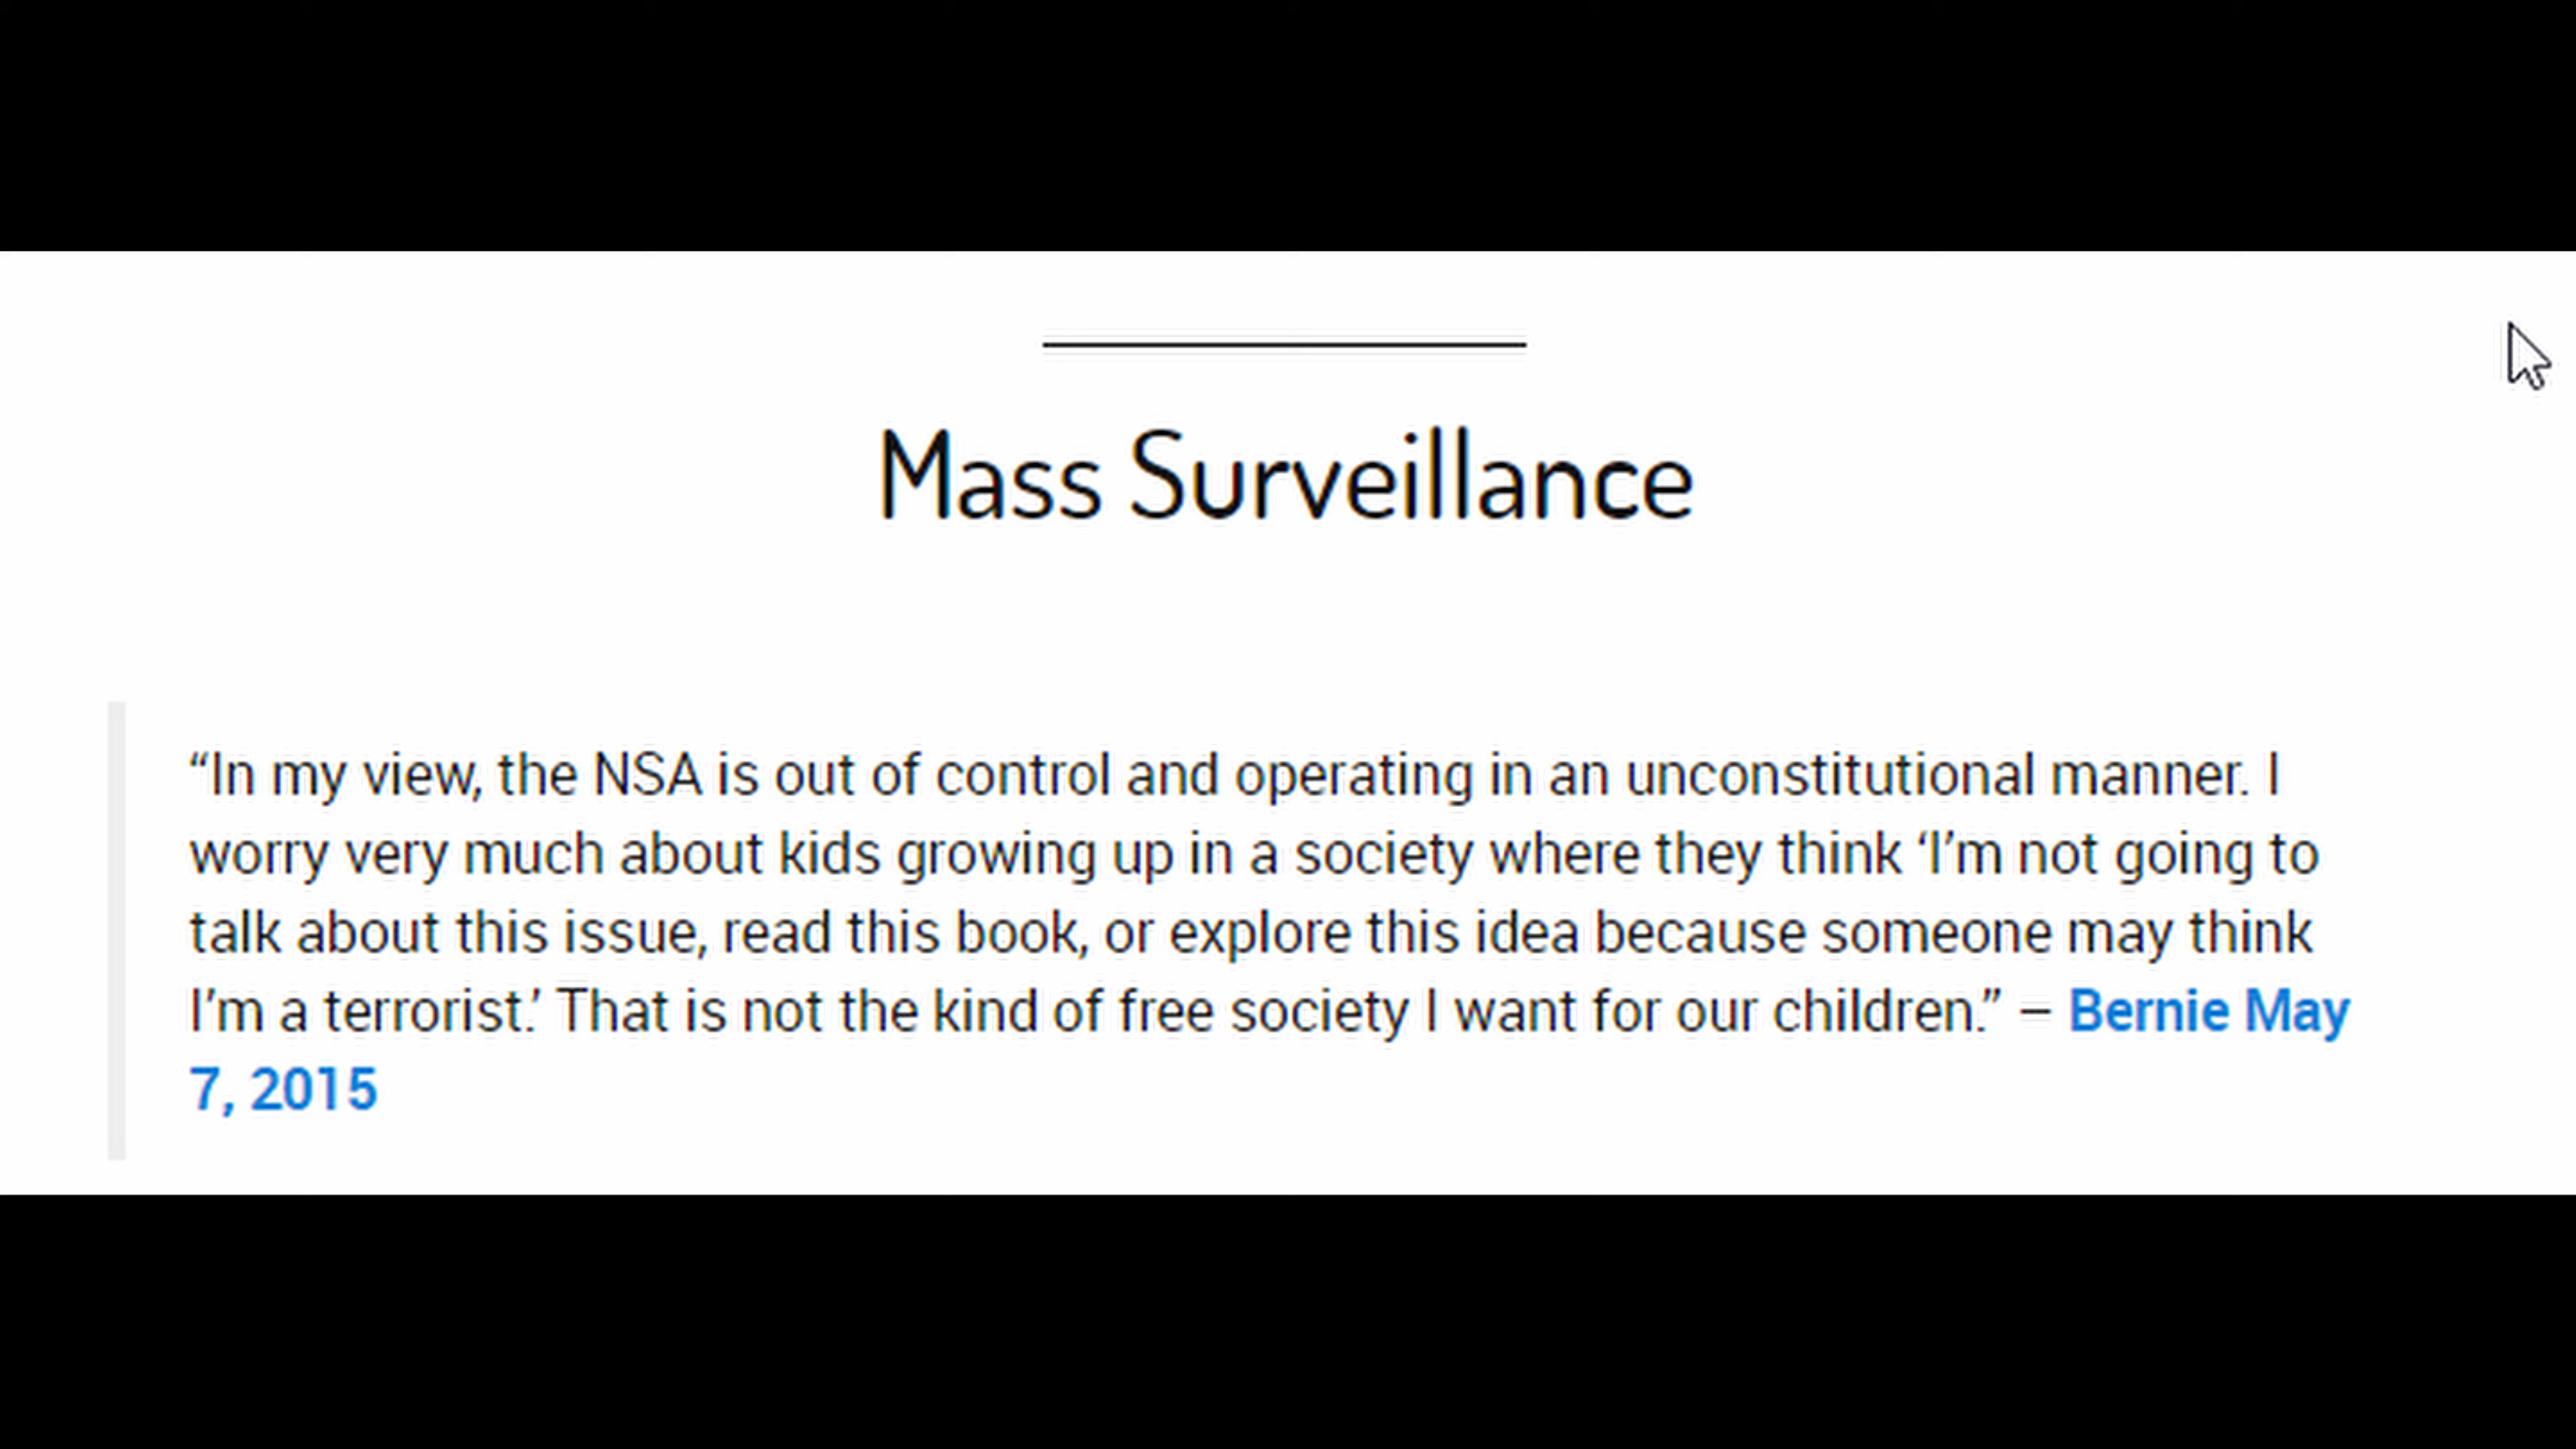 Mass Surveillance
“In my view, the NSA is out of control and operating in an unconstitutional manner. I
worry very much about kids growing up in a society where they think ‘I’m not going to
talk about this issue, read this book, or explore this idea because someone may think
I’m a terrorist.’ That is not the kind of free society I want for our children.” – Bernie May
7, 2015